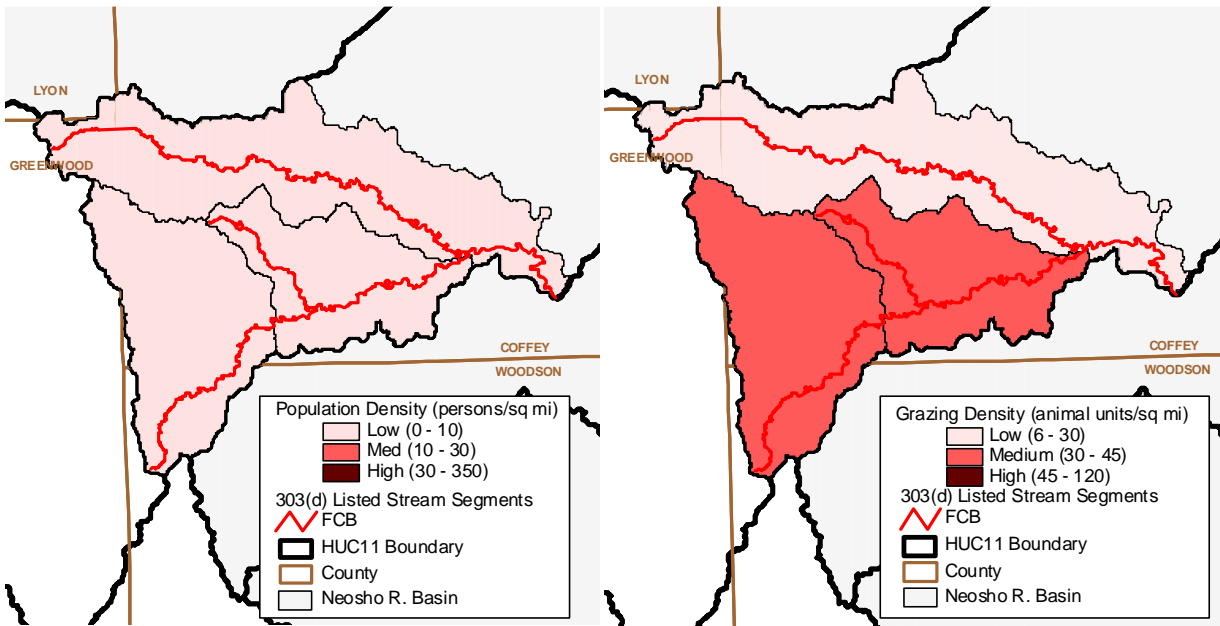 LYON
GREENWOOD
COFFEY
WOODSON
Population Density (persons/sq mi)
Low (0 - 10)
Med (10 - 30)
High (30 - 350)
303(d) Listed Stream Segments
FCB
HUC11 Boundary
County
Neosho R. Basin
LYON
GREENWOOD
COFFEY
WOODSON
Grazing Density (animal units/sq mi)
Low (6 - 30)
Medium (30 - 45)
High (45 - 120)
303(d) Listed Stream Segments
FCB
HUC11 Boundary
County
Neosho R. Basin